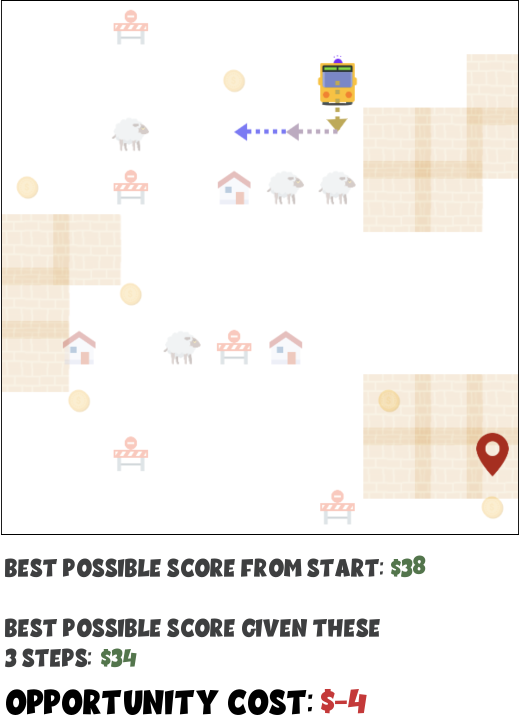 BEST POSSIBLE SCORE FROM START: $38
BEST POSSIBLE SCORE GIVEN THESE
3 STEPS: $34
OPPORTUNITY COST: $-4